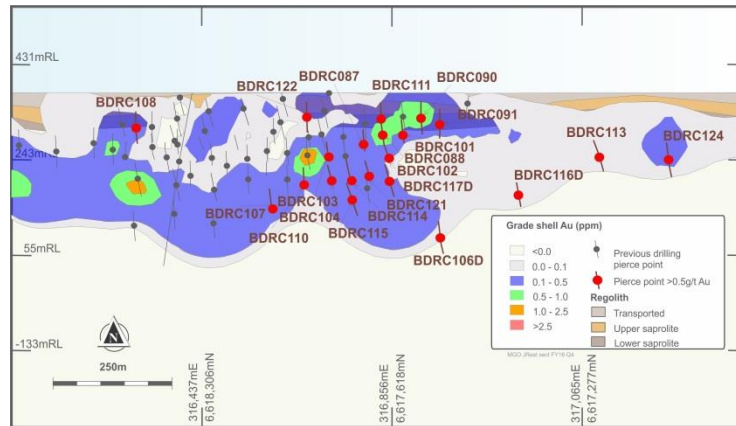 431mRL
BDRC122
BDRC087
BDRC111
BDRC090
BDRC108
BDRC091
BDRC101
BDRC113
BDRC124
BDRC088
243mRL
BDRC102
BDRC116D
BDRC117D
BDRC103
BDRC121
BDRC107
BDRC104
BDRC114
BDRC110
BDRC115
BDRC106D
55mRL
-133mRL
N
250m
316,437mE
6,618,306mN
316,856mE
6,617,618mN
317,065mE
6,617,277mN
Grade shell Au (ppm)
<0.0
0.0 - 0.1
0.1 - 0.5
0.5 - 1.0
1.0 - 2.5
>2.5
Previous drilling
pierce point
Pierce point >0.5g/t Au
Regolith
Transported
Upper saprolite
Lower saprolite